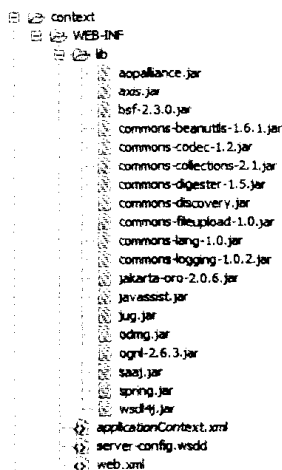 context
WEB-INF
lib
aopalliance.jar
axis.jar
bsf-2.3.0.jar
commons-beanutils-1.6.1.jar
commons-codec-1.2.jar
commons-collections-2.1.jar
commons-digester-1.5.jar
commons-discovery.jar
commons-fileupload-1.0.jar
commons-lang-1.0.jar
commons-logging-1.0.2.jar
jakarta-oro-2.0.6.jar
javassist.jar
jug.jar
odmg.jar
ognl-2.6.3.jar
saaj.jar
spring.jar
wsdl4j.jar
applicationContext.xml
server-config.wsdd
web.xml